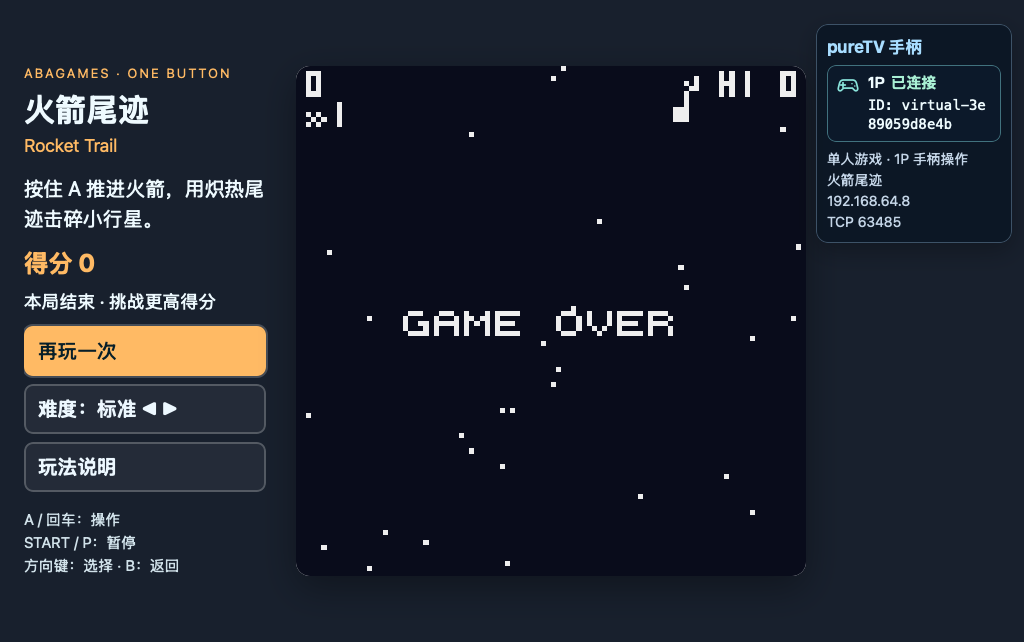 ABAGAMES · ONE BUTTON
火箭尾迹
Rocket Trail
按住 A 推进火箭，用炽热尾
迹击碎小行星。
得分 0
本局结束 · 挑战更高得分
再玩一次
难度：标准 ◀ ▶
玩法说明
A / 回车：操作
START / P：暂停
方向键：选择 · B：返回
0
HI 0
x1
GAME OVER
pureTV 手柄
1P 已连接
ID: virtual-3e
89059d8e4b
单人游戏 · 1P 手柄操作
火箭尾迹
192.168.64.8
TCP 63485